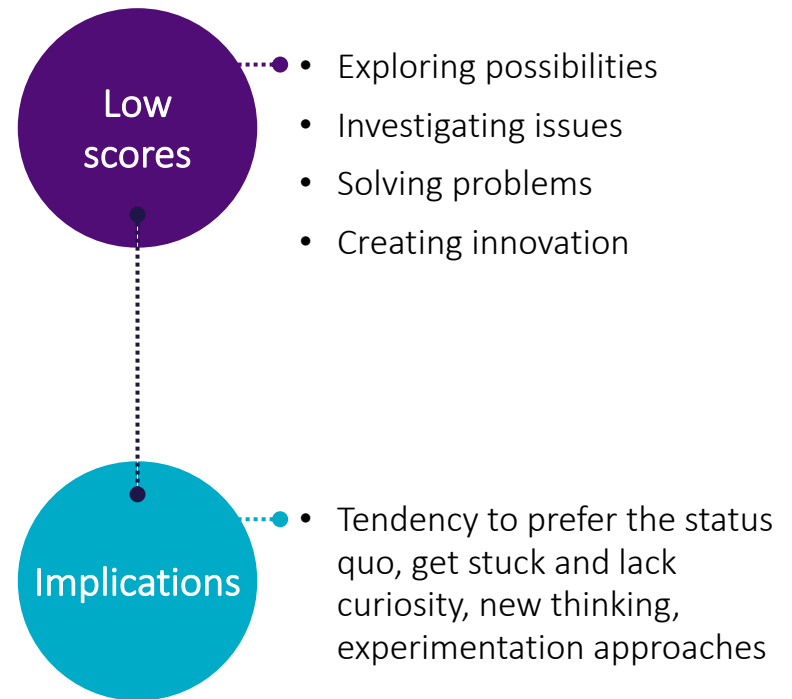 Low
scores
• Exploring possibilities
• Investigating issues
• Solving problems
• Creating innovation
Implications
• Tendency to prefer the status
quo, get stuck and lack
curiosity, new thinking,
experimentation approaches